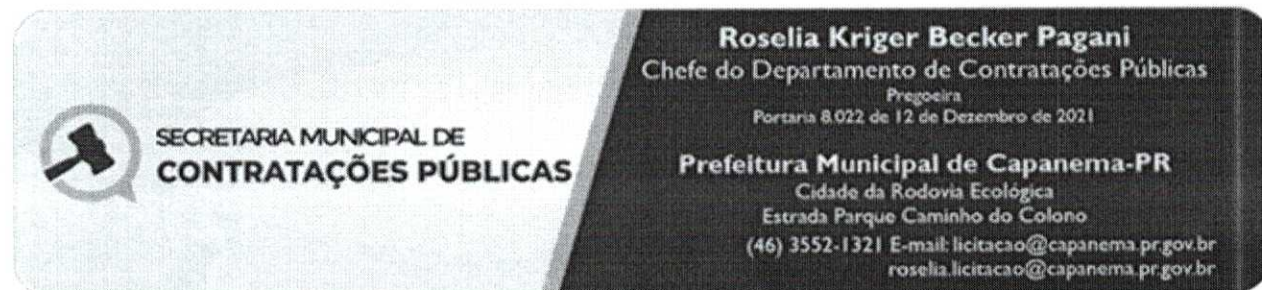 SECRETARIA MUNICIPAL DE
CONTRATAÇÕES PÚBLICAS
Roselia Kriger Becker Pagani
Chefe do Departamento de Contratações Públicas
Pregoeira
Portaria 8.022 de 12 de Dezembro de 2021
Prefeitura Municipal de Capanema-PR
Cidade da Rodovia Ecológica
Estrada Parque Caminho do Colono
(46) 3552-1321 E-mail: licitacao@capanema.pr.gov.br
roselia.licitacao@capanema.pr.gov.br